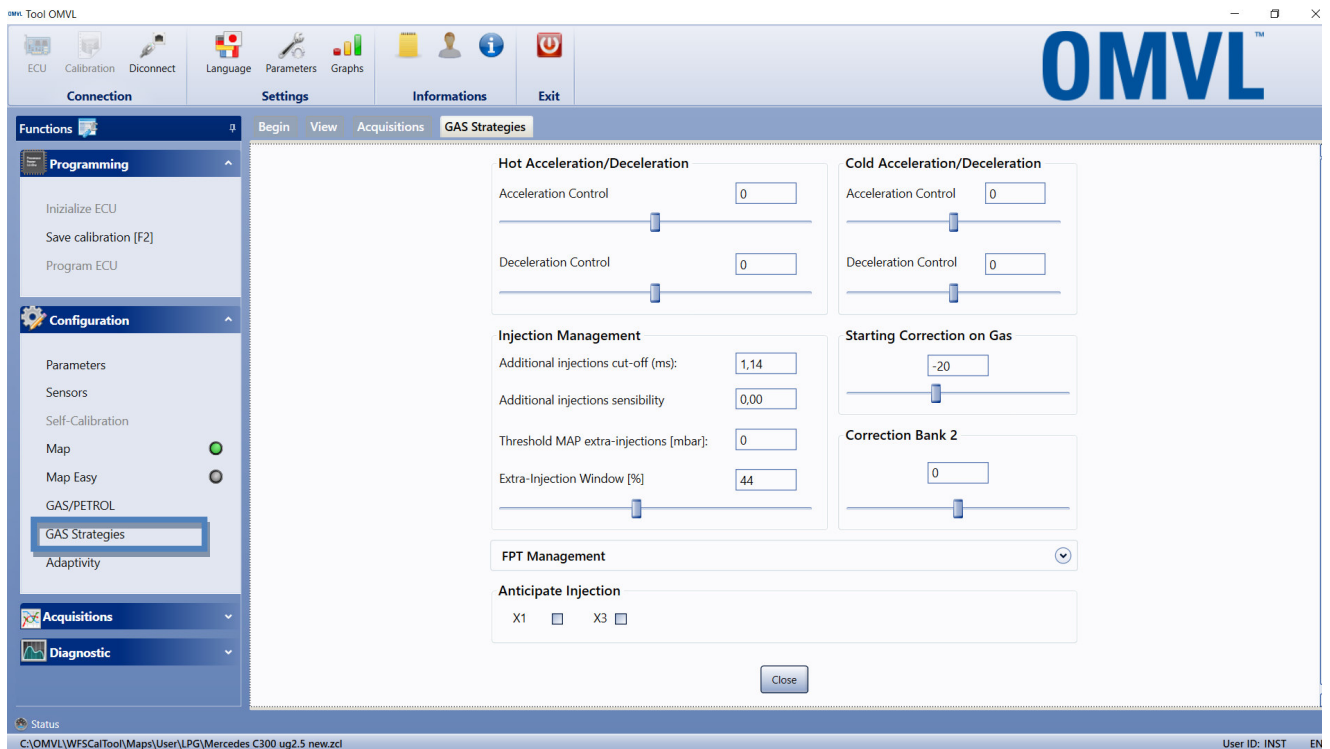 OMVL Tool OMVL
ECU Calibration Diconnect Language Parameters Graphs
Connection Settings Informations Exit
OMVL™
Functions
Begin View Acquisitions GAS Strategies
Programming
Inizialize ECU
Save calibration [F2]
Program ECU
Configuration
Parameters
Sensors
Self-Calibration
Map
Map Easy
GAS/PETROL
GAS Strategies
Adaptivity
Acquisitions
Diagnostic
Hot Acceleration/Deceleration
Acceleration Control 0
Deceleration Control 0
Cold Acceleration/Deceleration
Acceleration Control 0
Deceleration Control 0
Injection Management
Additional injections cut-off (ms): 1,14
Additional injections sensibility 0,00
Threshold MAP extra-injections [mbar]: 0
Extra-Injection Window [%] 44
Starting Correction on Gas
-20
Correction Bank 2
0
FPT Management
Anticipate Injection
X1 X3
Close
Status
C:\OMVL\WFSCalTool\Maps\User\LPG\Mercedes C300 ug2.5 new.zcl User ID: INST EN